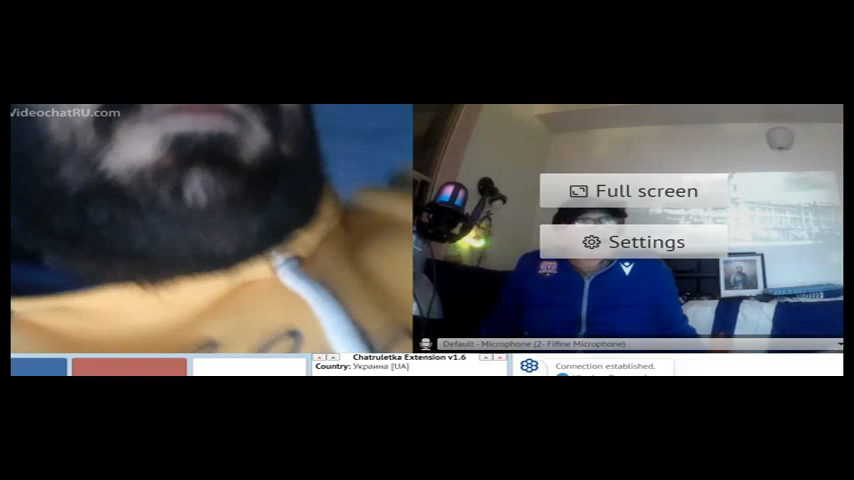 VideochatRU.com
Full screen
Settings
Default - Microphone (2- Fifine Microphone)
Chatruletka Extension v1.6
Country: Украина [UA]
Connection established.